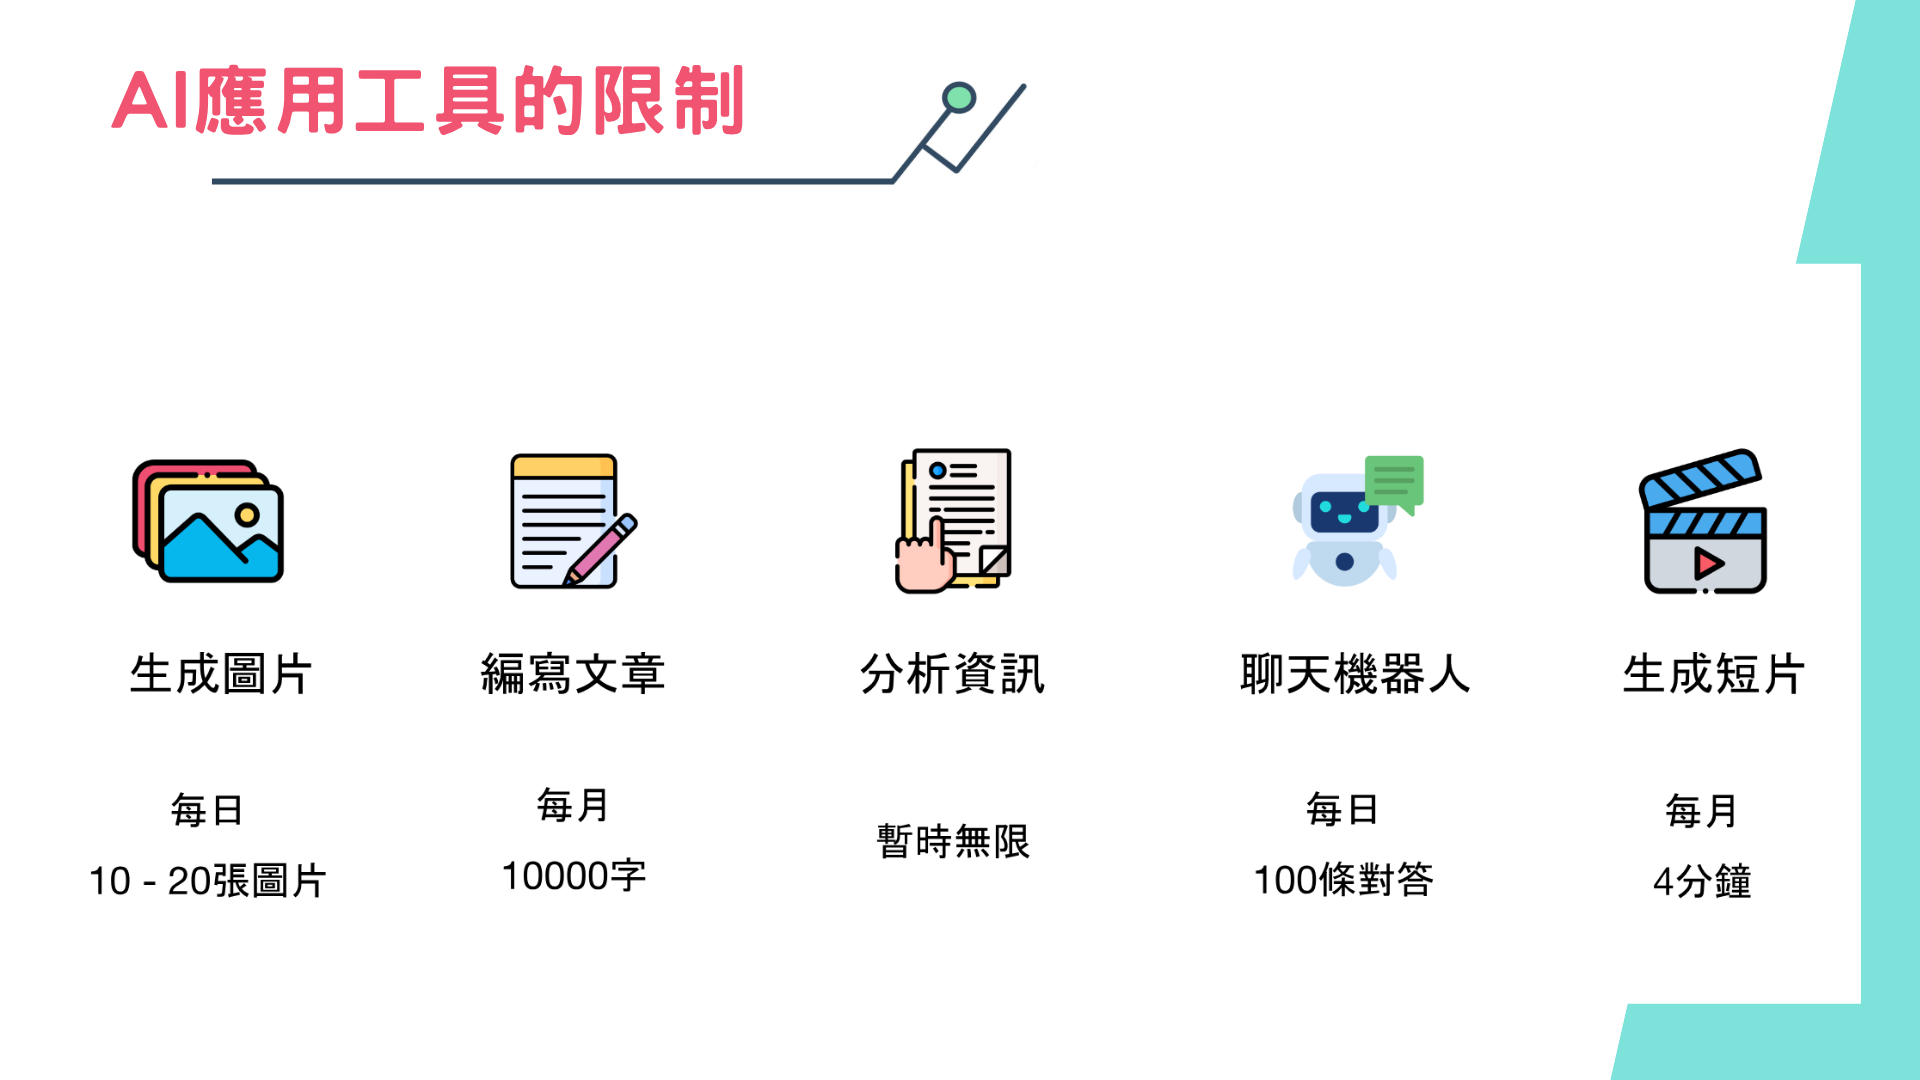 AI應用工具的限制
生成圖片
編寫文章
分析資訊
聊天機器人
生成短片
每日
10 - 20張圖片
每月
10000字
暫時無限
每日
100條對答
每月
4分鐘